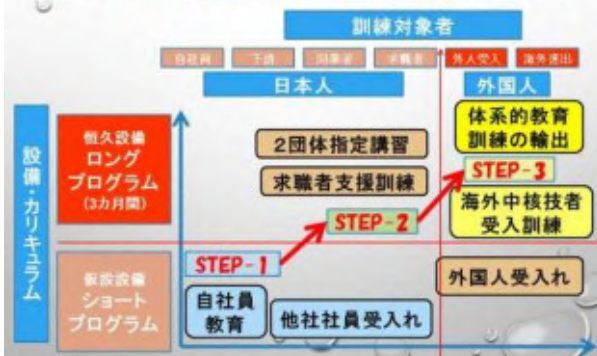 訓練対象者
自社員
下請
同業者
求職者
外人受入
海外進出
日本人
外国人
設備・カリキュラム
恒久設備
ロング
プログラム
(3カ月間)
仮設設備
ショート
プログラム
体系的教育
訓練の輸出
2団体指定講習
STEP-3
求職者支援訓練
海外中核技者
受入訓練
STEP-2
STEP-1
外国人受入れ
自社員
教育
他社社員受入れ